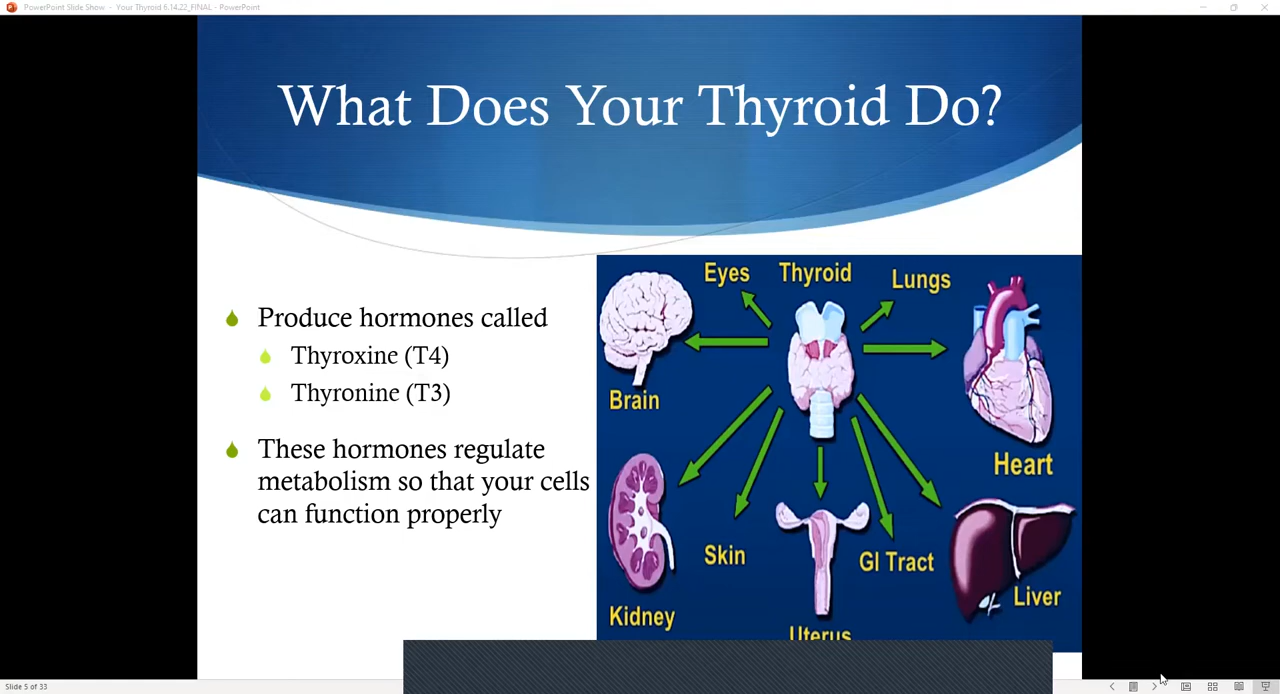 PowerPoint Slide Show - Your Thyroid 6.14.22_FINAL - PowerPoint
What Does Your Thyroid Do?
Produce hormones called
Thyroxine (T4)
Thyronine (T3)
These hormones regulate
metabolism so that your cells
can function properly
Eyes
Thyroid
Lungs
Brain
Heart
Skin
GI Tract
Kidney
Uterus
Liver
Slide 5 of 33